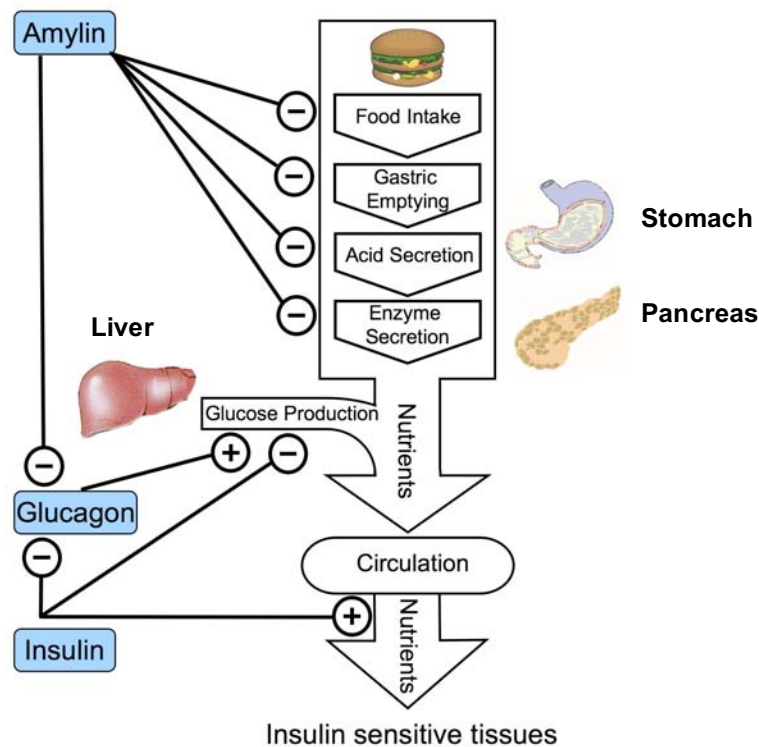 Amylin
Food Intake
Gastric
Emptying
Stomach
Acid Secretion
Enzyme
Secretion
Pancreas
Liver
Glucose Production
Nutrients
Glucagon
Circulation
Nutrients
Insulin
Insulin sensitive tissues